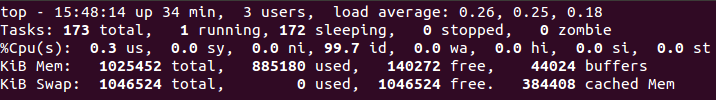 top - 15:48:14 up 34 min,  3 users,  load average: 0.26, 0.25, 0.18
Tasks: 173 total,   1 running, 172 sleeping,   0 stopped,   0 zombie
%Cpu(s):  0.3 us,  0.0 sy,  0.0 ni, 99.7 id,  0.0 wa,  0.0 hi,  0.0 si,  0.0 st
KiB Mem:   1025452 total,   885180 used,   140272 free,    44024 buffers
KiB Swap:  1046524 total,        0 used,  1046524 free.   384408 cached Mem